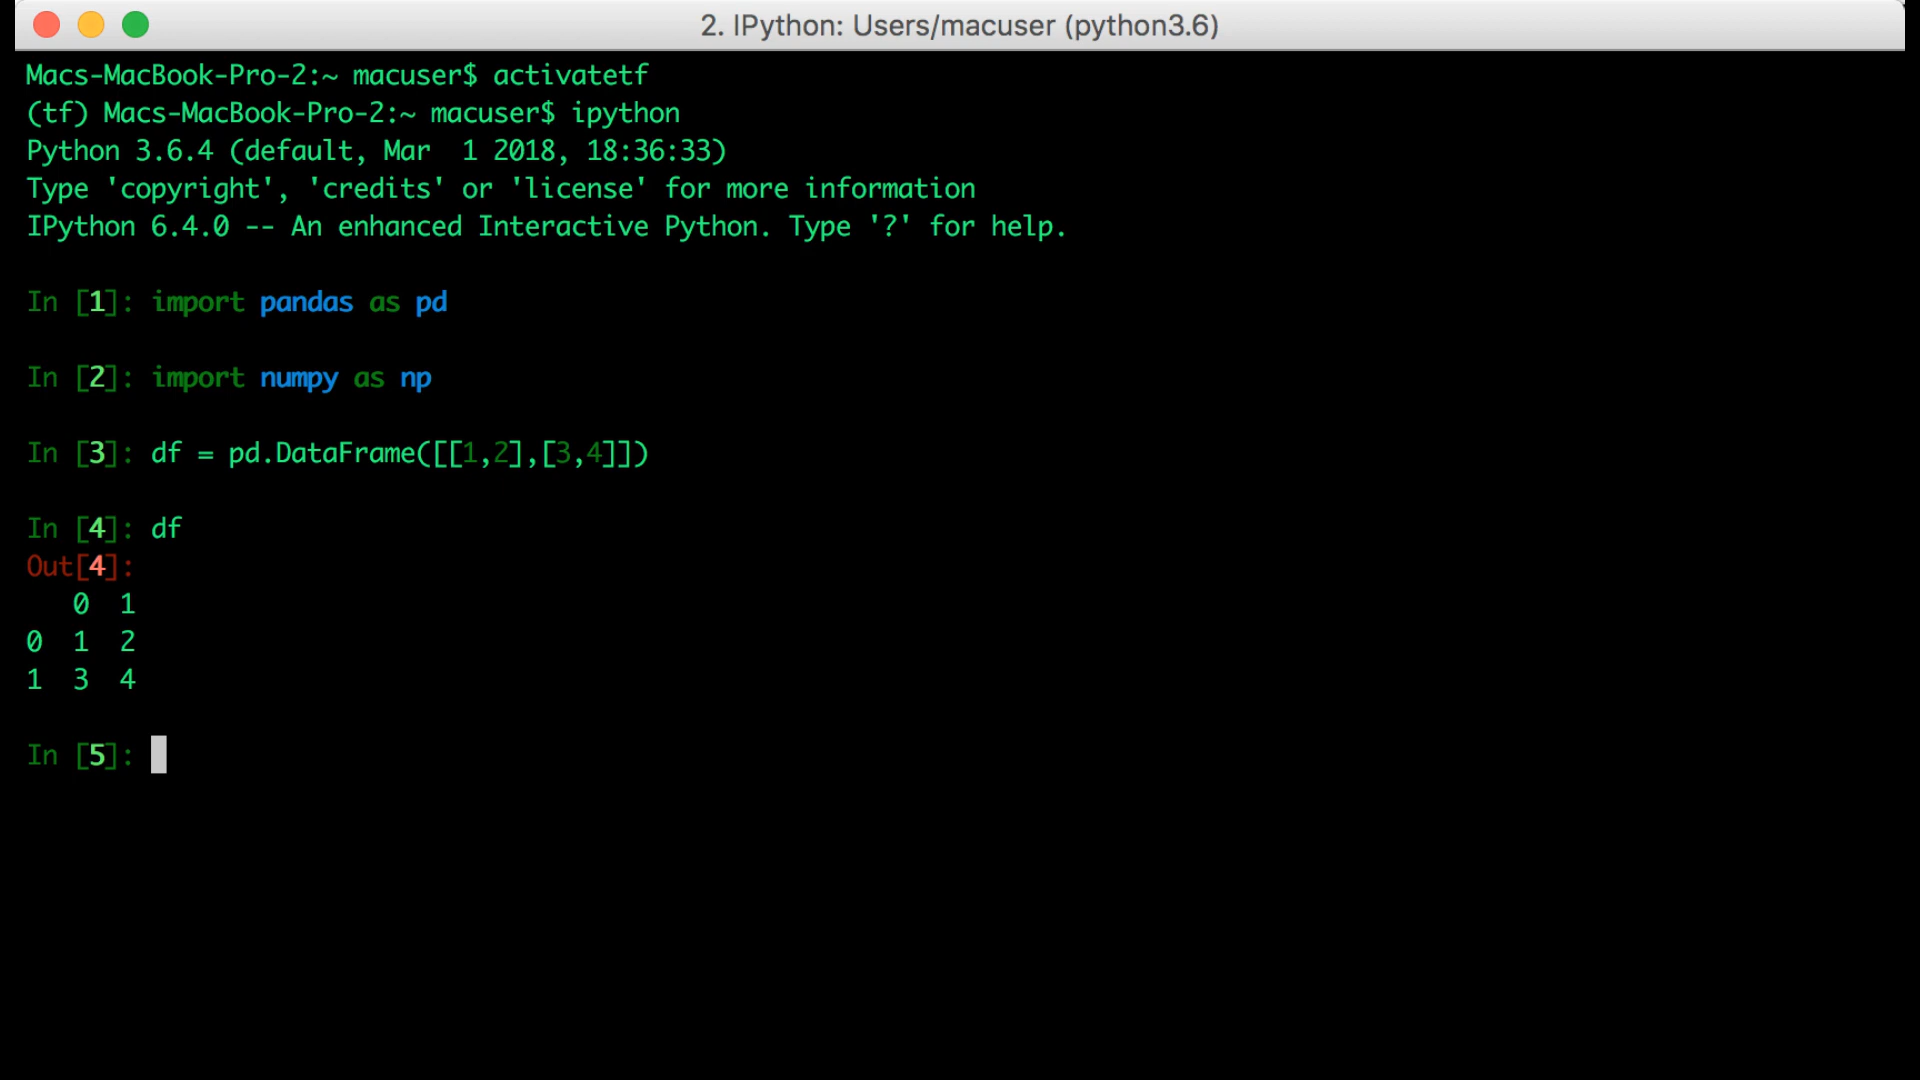 2. IPython: Users/macuser (python3.6)
Macs-MacBook-Pro-2:~ macuser$ activatetf
(tf) Macs-MacBook-Pro-2:~ macuser$ ipython
Python 3.6.4 (default, Mar  1 2018, 18:36:33)
Type 'copyright', 'credits' or 'license' for more information
IPython 6.4.0 -- An enhanced Interactive Python. Type '?' for help.
In [1]: import pandas as pd
In [2]: import numpy as np
In [3]: df = pd.DataFrame([[1,2],[3,4]])
In [4]: df
Out[4]:
   0  1
0  1  2
1  3  4
In [5]: